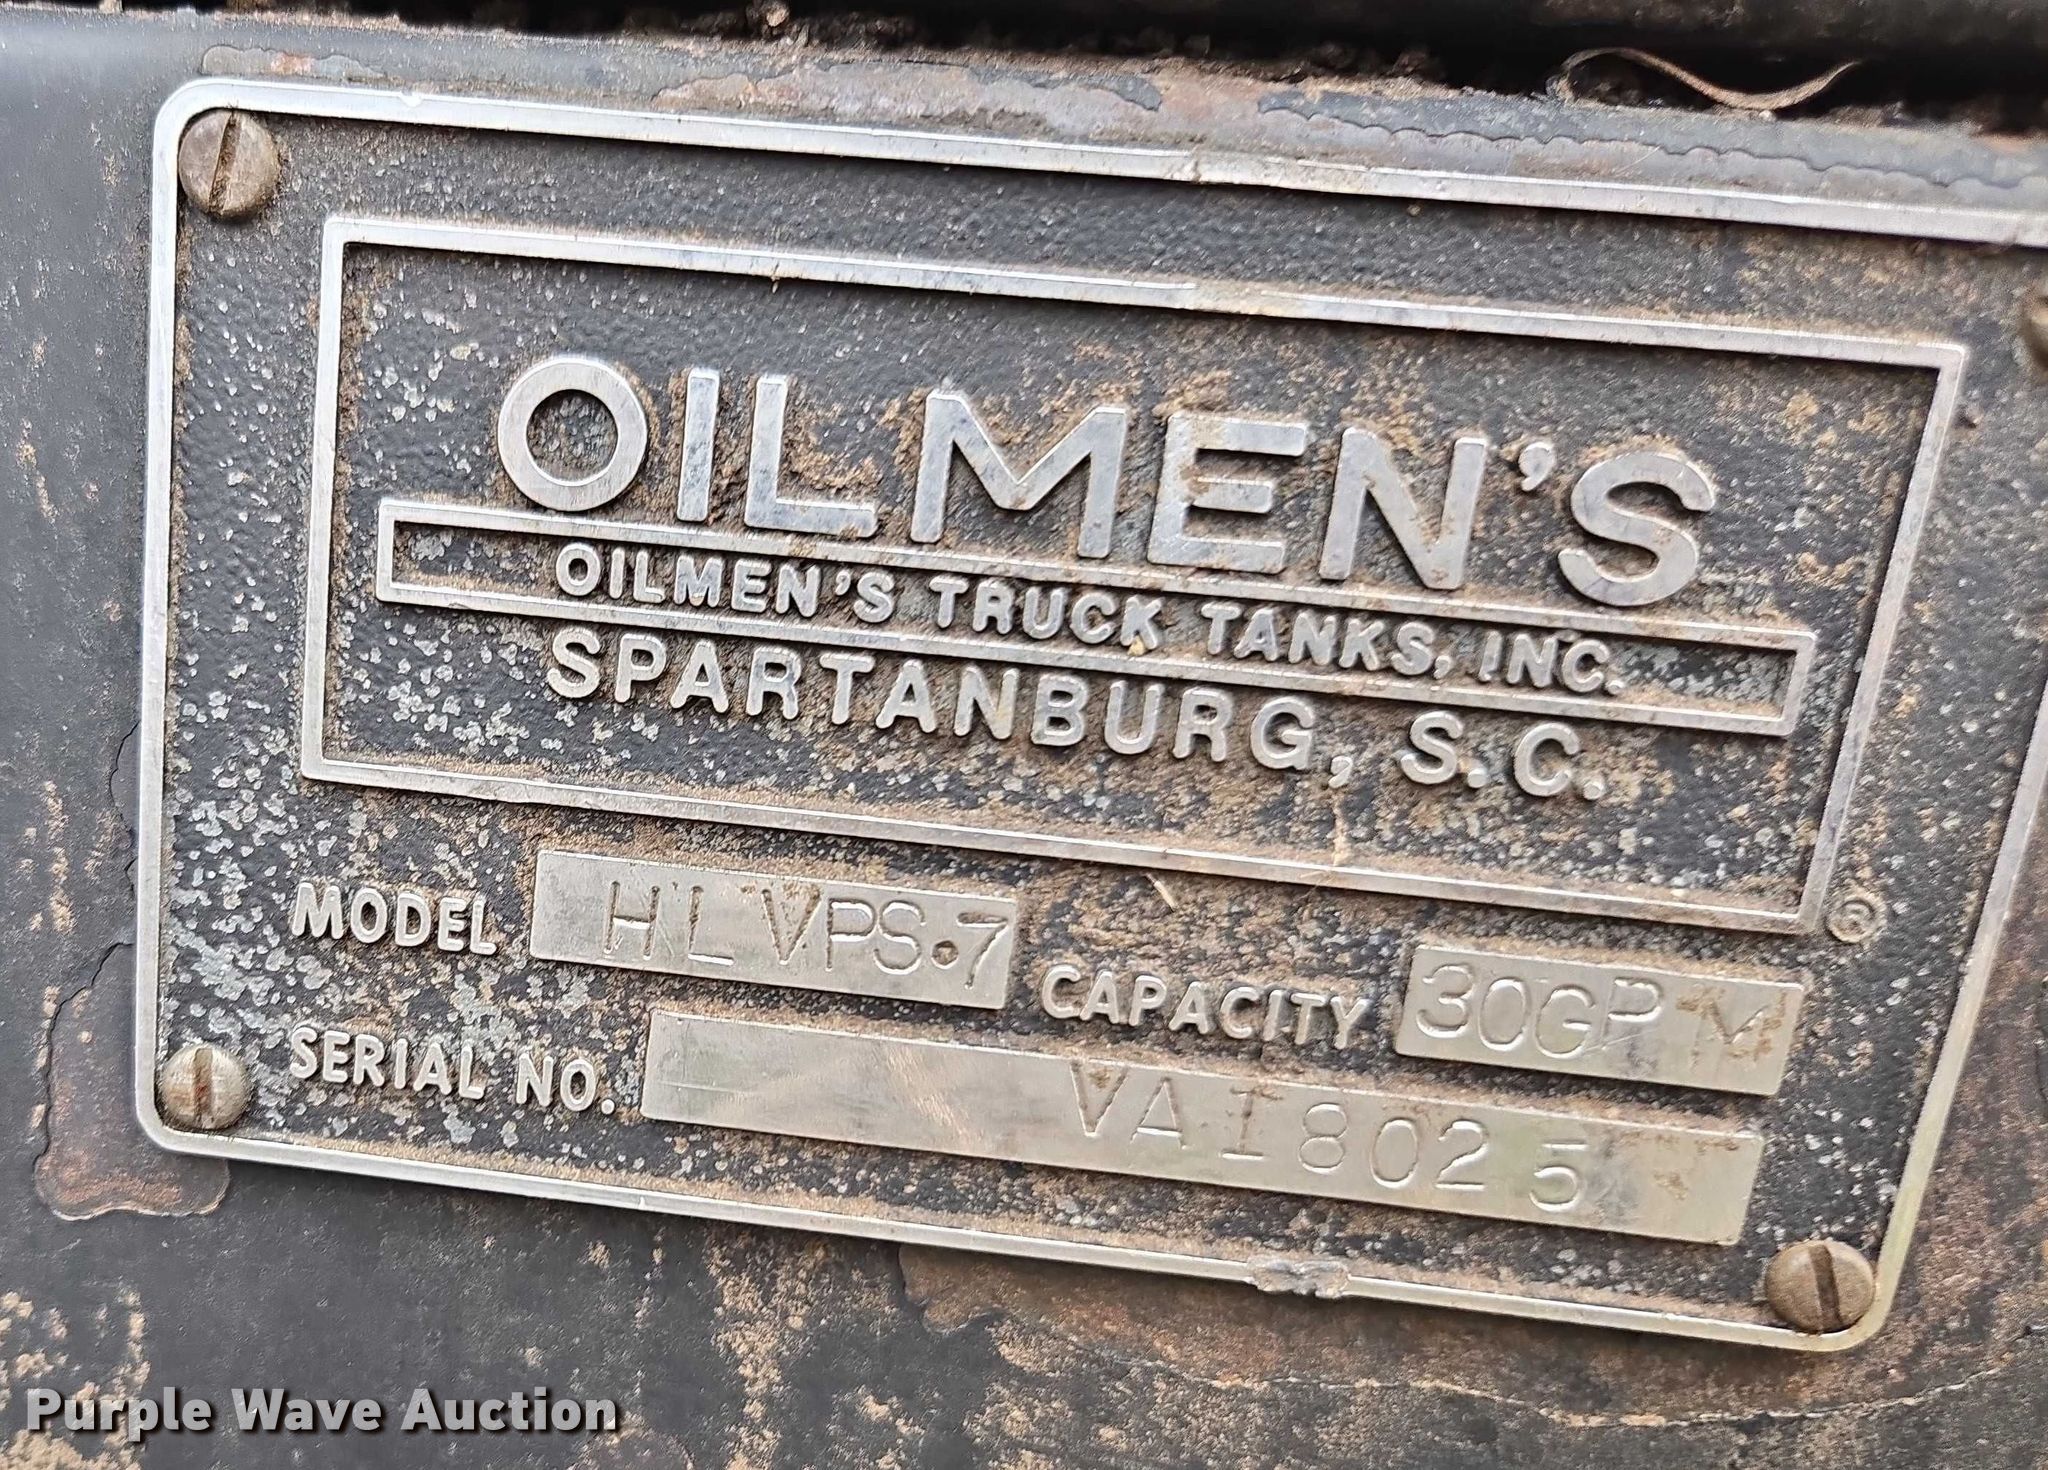 OILMEN'S
OILMEN'S TRUCK TANKS, INC.
SPARTANBURG, S.C.
®
MODEL HLVPS•7 CAPACITY 30GPM
SERIAL NO. VA18025
Purple Wave Auction